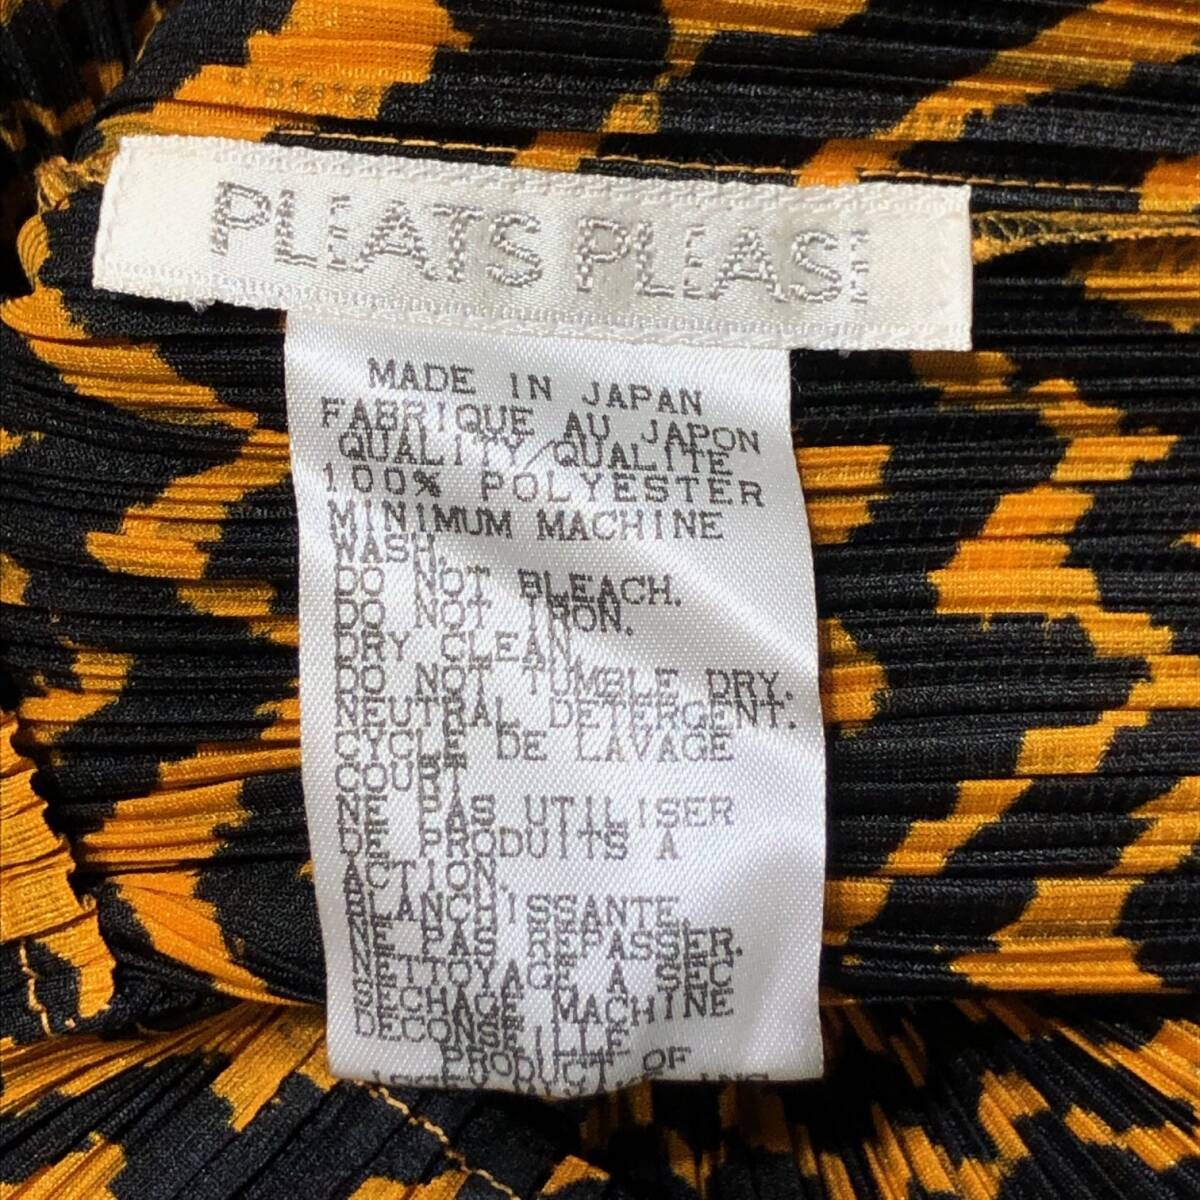 PLEATS PLEASE
MADE IN JAPAN
FABRIQUE AU JAPON
QUALITY/QUALITE
100% POLYESTER
MINIMUM MACHINE
WASH.
DO NOT BLEACH.
DO NOT IRON.
DRY CLEAN.
DO NOT TUMBLE DRY.
NEUTRAL DETERGENT.
CYCLE DE LAVAGE
COURT
NE PAS UTILISER
DE PRODUITS A
ACTION.
BLANCHISSANTE.
NE PAS REPASSER.
NETTOYAGE A SEC
SECHAGE MACHINE
DECONSEILLE
PRODUCT OF